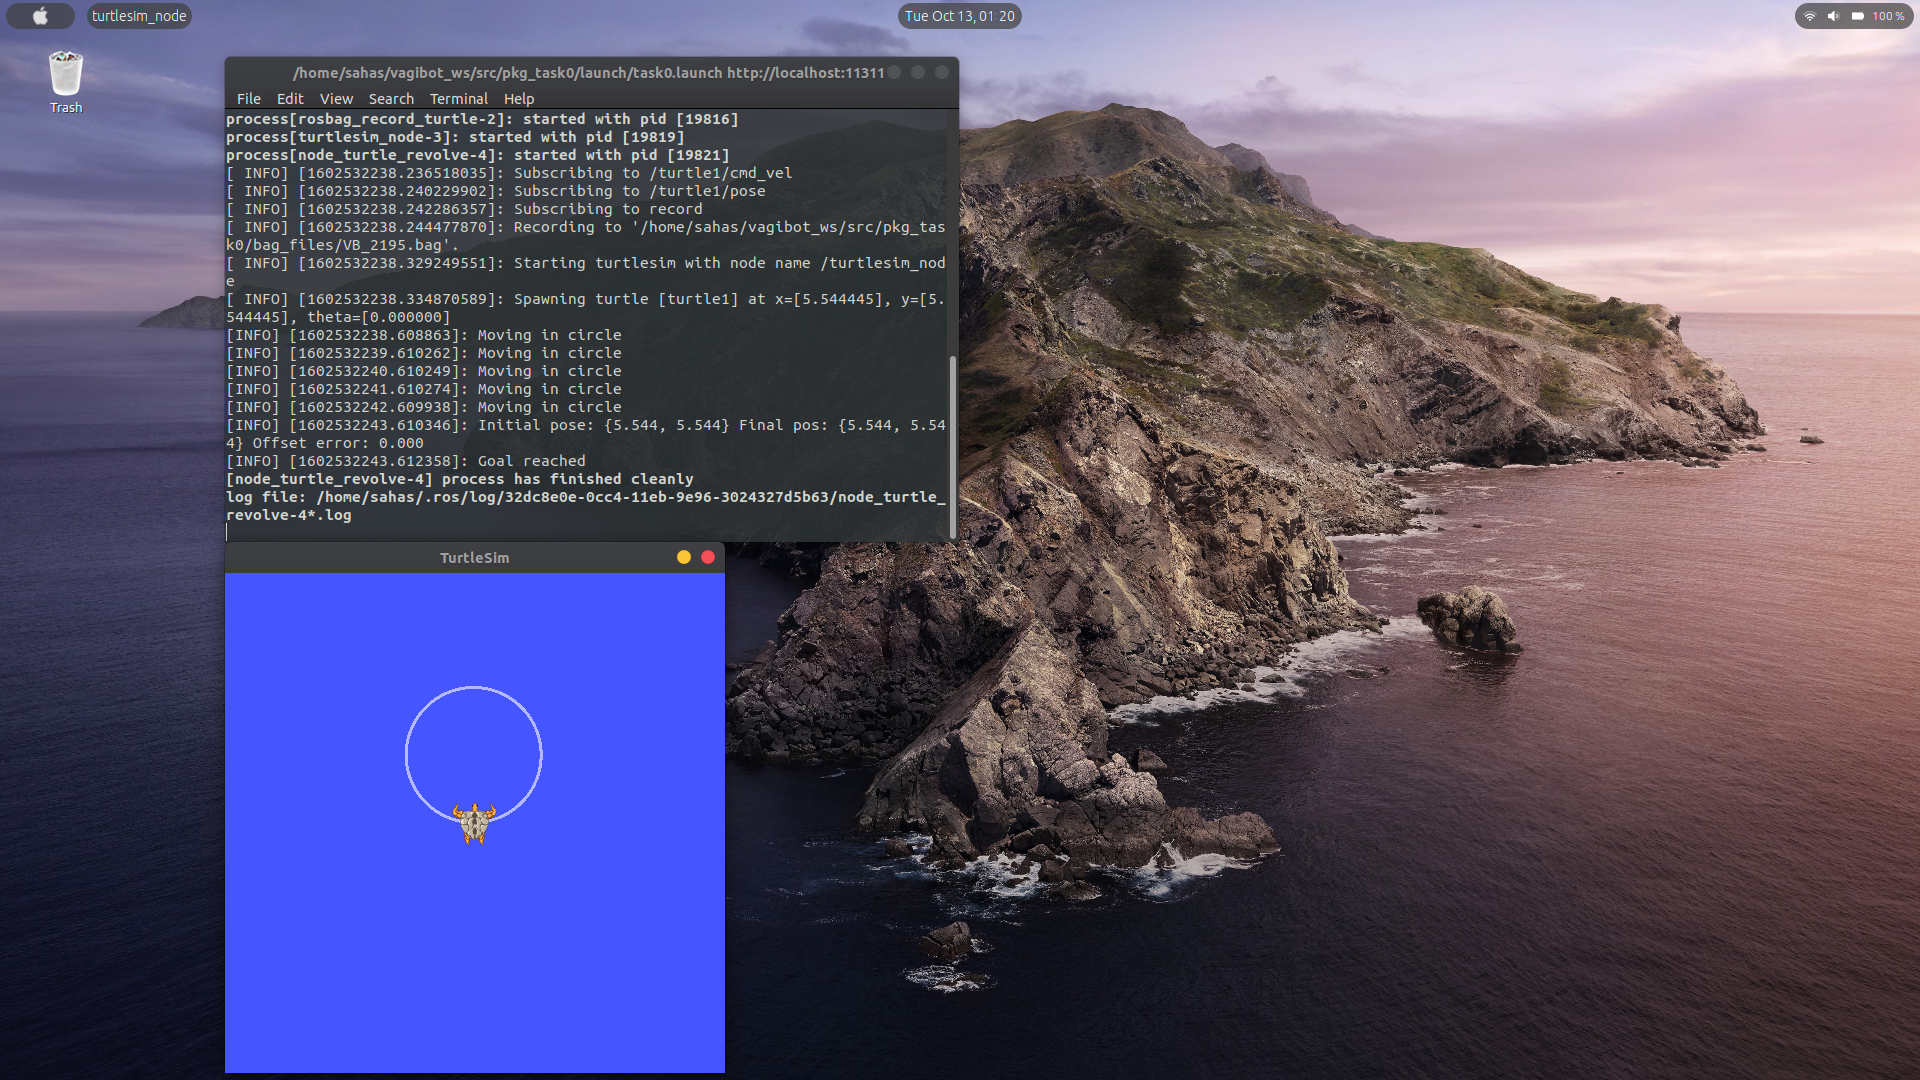 turtlesim_node
Tue Oct 13, 01:20
100 %
Trash
/home/sahas/vagibot_ws/src/pkg_task0/launch/task0.launch http://localhost:11311
File Edit View Search Terminal Help
process[rosbag_record_turtle-2]: started with pid [19816]
process[turtlesim_node-3]: started with pid [19819]
process[node_turtle_revolve-4]: started with pid [19821]
[ INFO] [1602532238.236518035]: Subscribing to /turtle1/cmd_vel
[ INFO] [1602532238.240229902]: Subscribing to /turtle1/pose
[ INFO] [1602532238.242286357]: Subscribing to record
[ INFO] [1602532238.244477870]: Recording to '/home/sahas/vagibot_ws/src/pkg_tas
k0/bag_files/VB_2195.bag'.
[ INFO] [1602532238.329249551]: Starting turtlesim with node name /turtlesim_nod
e
[ INFO] [1602532238.334870589]: Spawning turtle [turtle1] at x=[5.544445], y=[5.
544445], theta=[0.000000]
[INFO] [1602532238.608863]: Moving in circle
[INFO] [1602532239.610262]: Moving in circle
[INFO] [1602532240.610249]: Moving in circle
[INFO] [1602532241.610274]: Moving in circle
[INFO] [1602532242.609938]: Moving in circle
[INFO] [1602532243.610346]: Initial pose: {5.544, 5.544} Final pos: {5.544, 5.54
4} Offset error: 0.000
[INFO] [1602532243.612358]: Goal reached
[node_turtle_revolve-4] process has finished cleanly
log file: /home/sahas/.ros/log/32dc8e0e-0cc4-11eb-9e96-3024327d5b63/node_turtle_
revolve-4*.log
TurtleSim